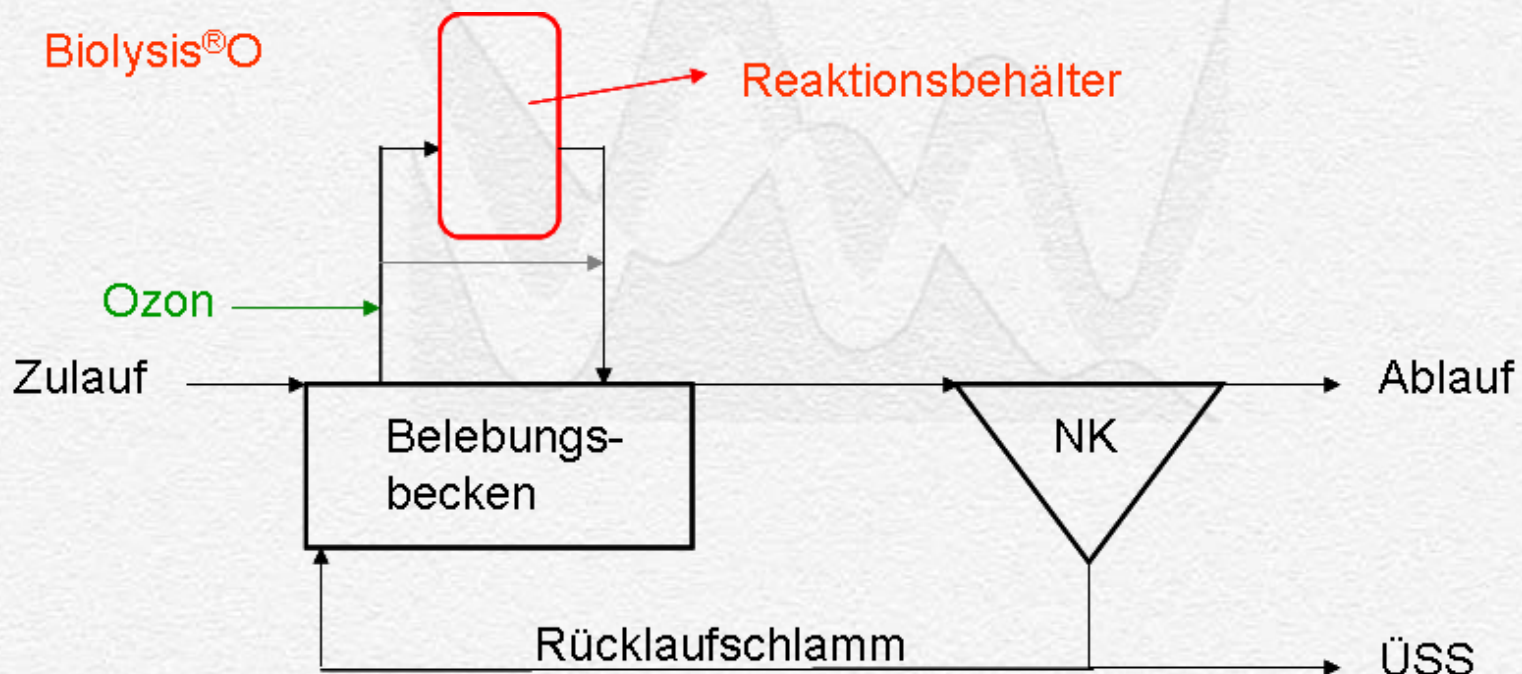 Biolysis®O
Reaktionsbehälter
Ozon
Zulauf
Ablauf
Belebungs-
becken
NK
Rücklaufschlamm
ÜSS